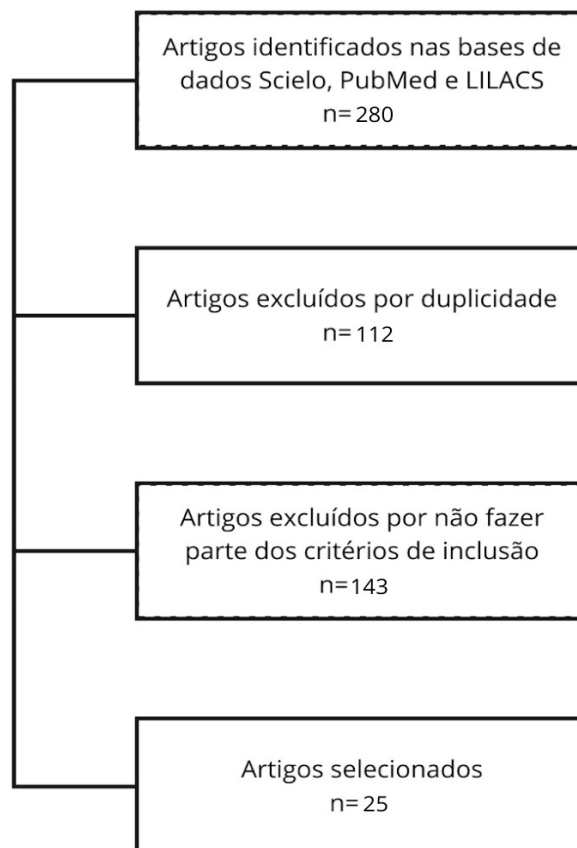 Artigos identificados nas bases de
dados Scielo, PubMed e LILACS
n= 280
Artigos excluídos por duplicidade
n= 112
Artigos excluídos por não fazer
parte dos critérios de inclusão
n=143
Artigos selecionados
n= 25